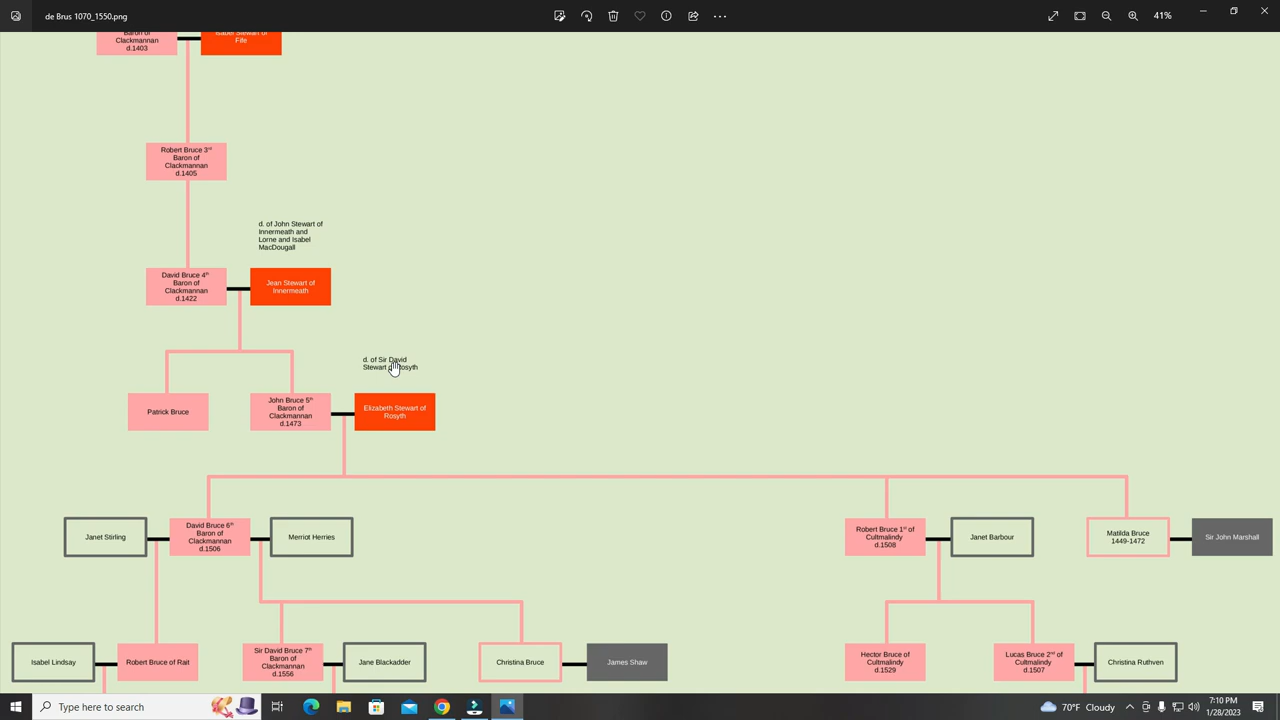 de Brus 1070_1550.png
41%
Baron of
Clackmannan
d.1403
Isabel Stewart of
Fife
Robert Bruce 3rd
Baron of
Clackmannan
d.1405
d. of John Stewart of
Innermeath and
Lorne and Isabel
MacDougall
David Bruce 4th
Baron of
Clackmannan
d.1422
Jean Stewart of
Innermeath
d. of Sir David
Stewart of Rosyth
Patrick Bruce
John Bruce 5th
Baron of
Clackmannan
d.1473
Elizabeth Stewart of
Rosyth
Janet Stirling
David Bruce 6th
Baron of
Clackmannan
d.1506
Merriot Herries
Robert Bruce 1st of
Cultmalindy
d.1508
Janet Barbour
Matilda Bruce
1449-1472
Sir John Marshall
Isabel Lindsay
Robert Bruce of Rait
Sir David Bruce 7th
Baron of
Clackmannan
d.1556
Jane Blackadder
Christina Bruce
James Shaw
Hector Bruce of
Cultmalindy
d.1529
Lucas Bruce 2nd of
Cultmalindy
d.1507
Christina Ruthven
Type here to search
70°F Cloudy
7:10 PM
1/28/2023